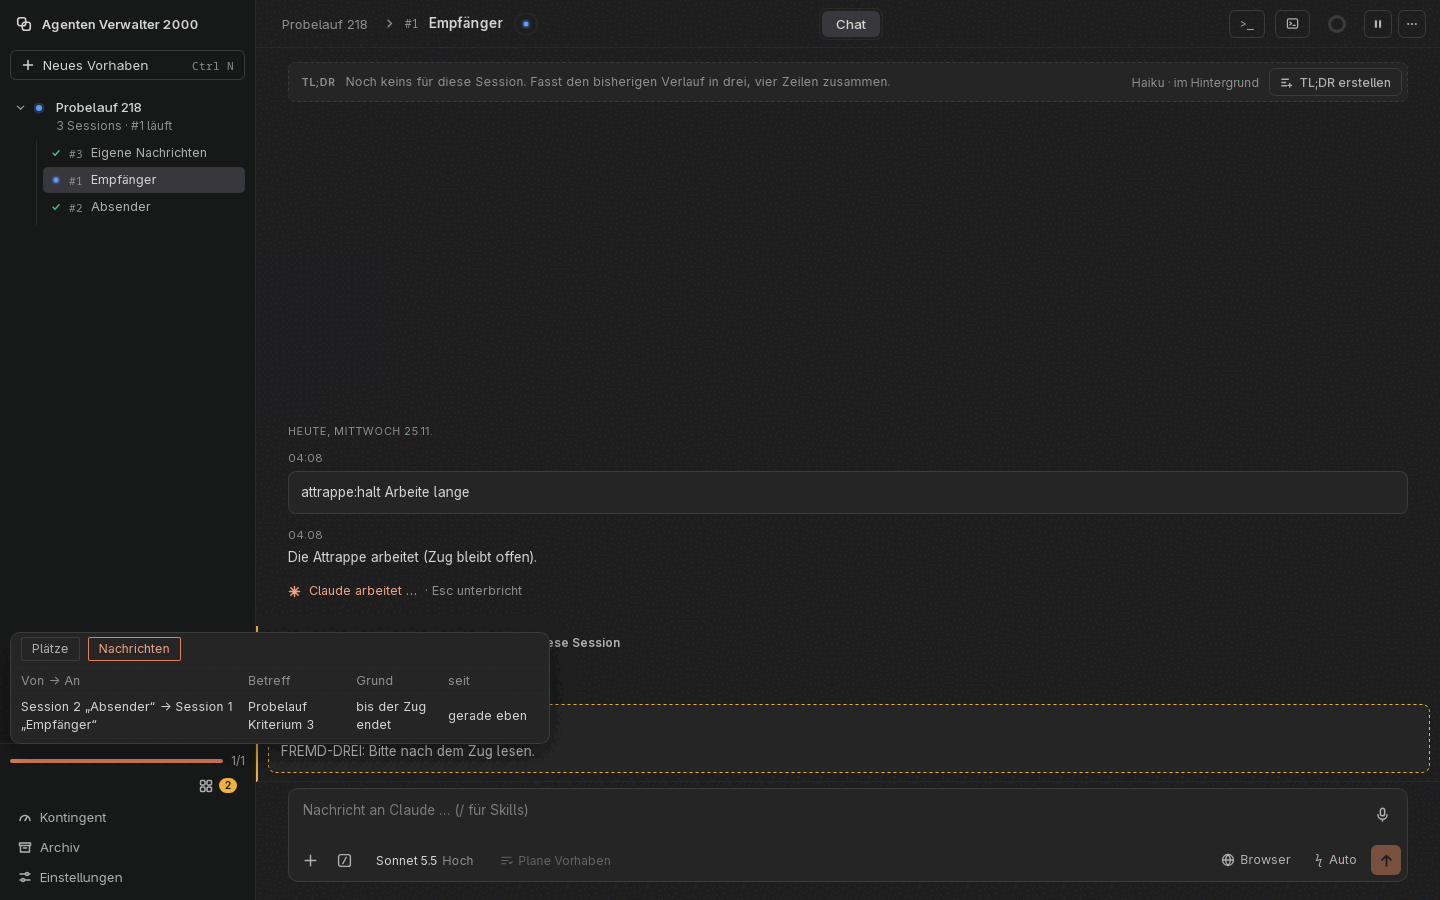 Agenten Verwalter 2000
Neues Vorhaben Ctrl N
Probelauf 218
3 Sessions · #1 läuft
#3 Eigene Nachrichten
#1 Empfänger
#2 Absender
Probelauf 218 > #1 Empfänger
Chat
>_
TL;DR Noch keins für diese Session. Fasst den bisherigen Verlauf in drei, vier Zeilen zusammen.
Haiku · im Hintergrund
TL;DR erstellen
HEUTE, MITTWOCH 25.11.
04:08
attrappe:halt Arbeite lange
04:08
Die Attrappe arbeitet (Zug bleibt offen).
Claude arbeitet … · Esc unterbricht
ese Session
Plätze Nachrichten
Von → An Betreff Grund seit
Session 2 „Absender“ → Session 1 „Empfänger“
Probelauf Kriterium 3
bis der Zug endet
gerade eben
FREMD-DREI: Bitte nach dem Zug lesen.
1/1
2
Kontingent
Archiv
Einstellungen
Nachricht an Claude … (/ für Skills)
Sonnet 5.5 Hoch Plane Vorhaben
Browser Auto